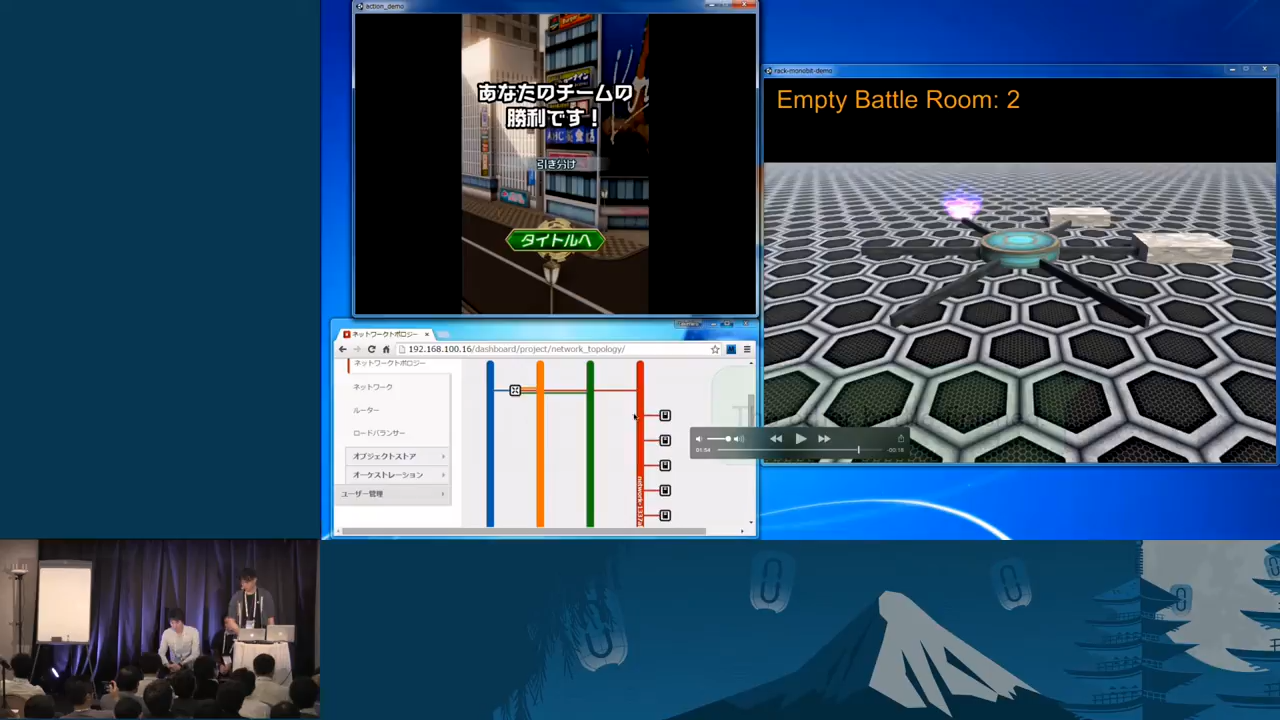 action_demo
あなたのチームの
勝利です!
引き分け
タイトルへ
rack-monobit-demo
Empty Battle Room: 2
ネットワークトポロジー
192.168.100.16/dashboard/project/network_topology/
ネットワークトポロジー
ネットワーク
ルーター
ロードバランサー
オブジェクトストア
オーケストレーション
ユーザー管理
01:54
-00:18